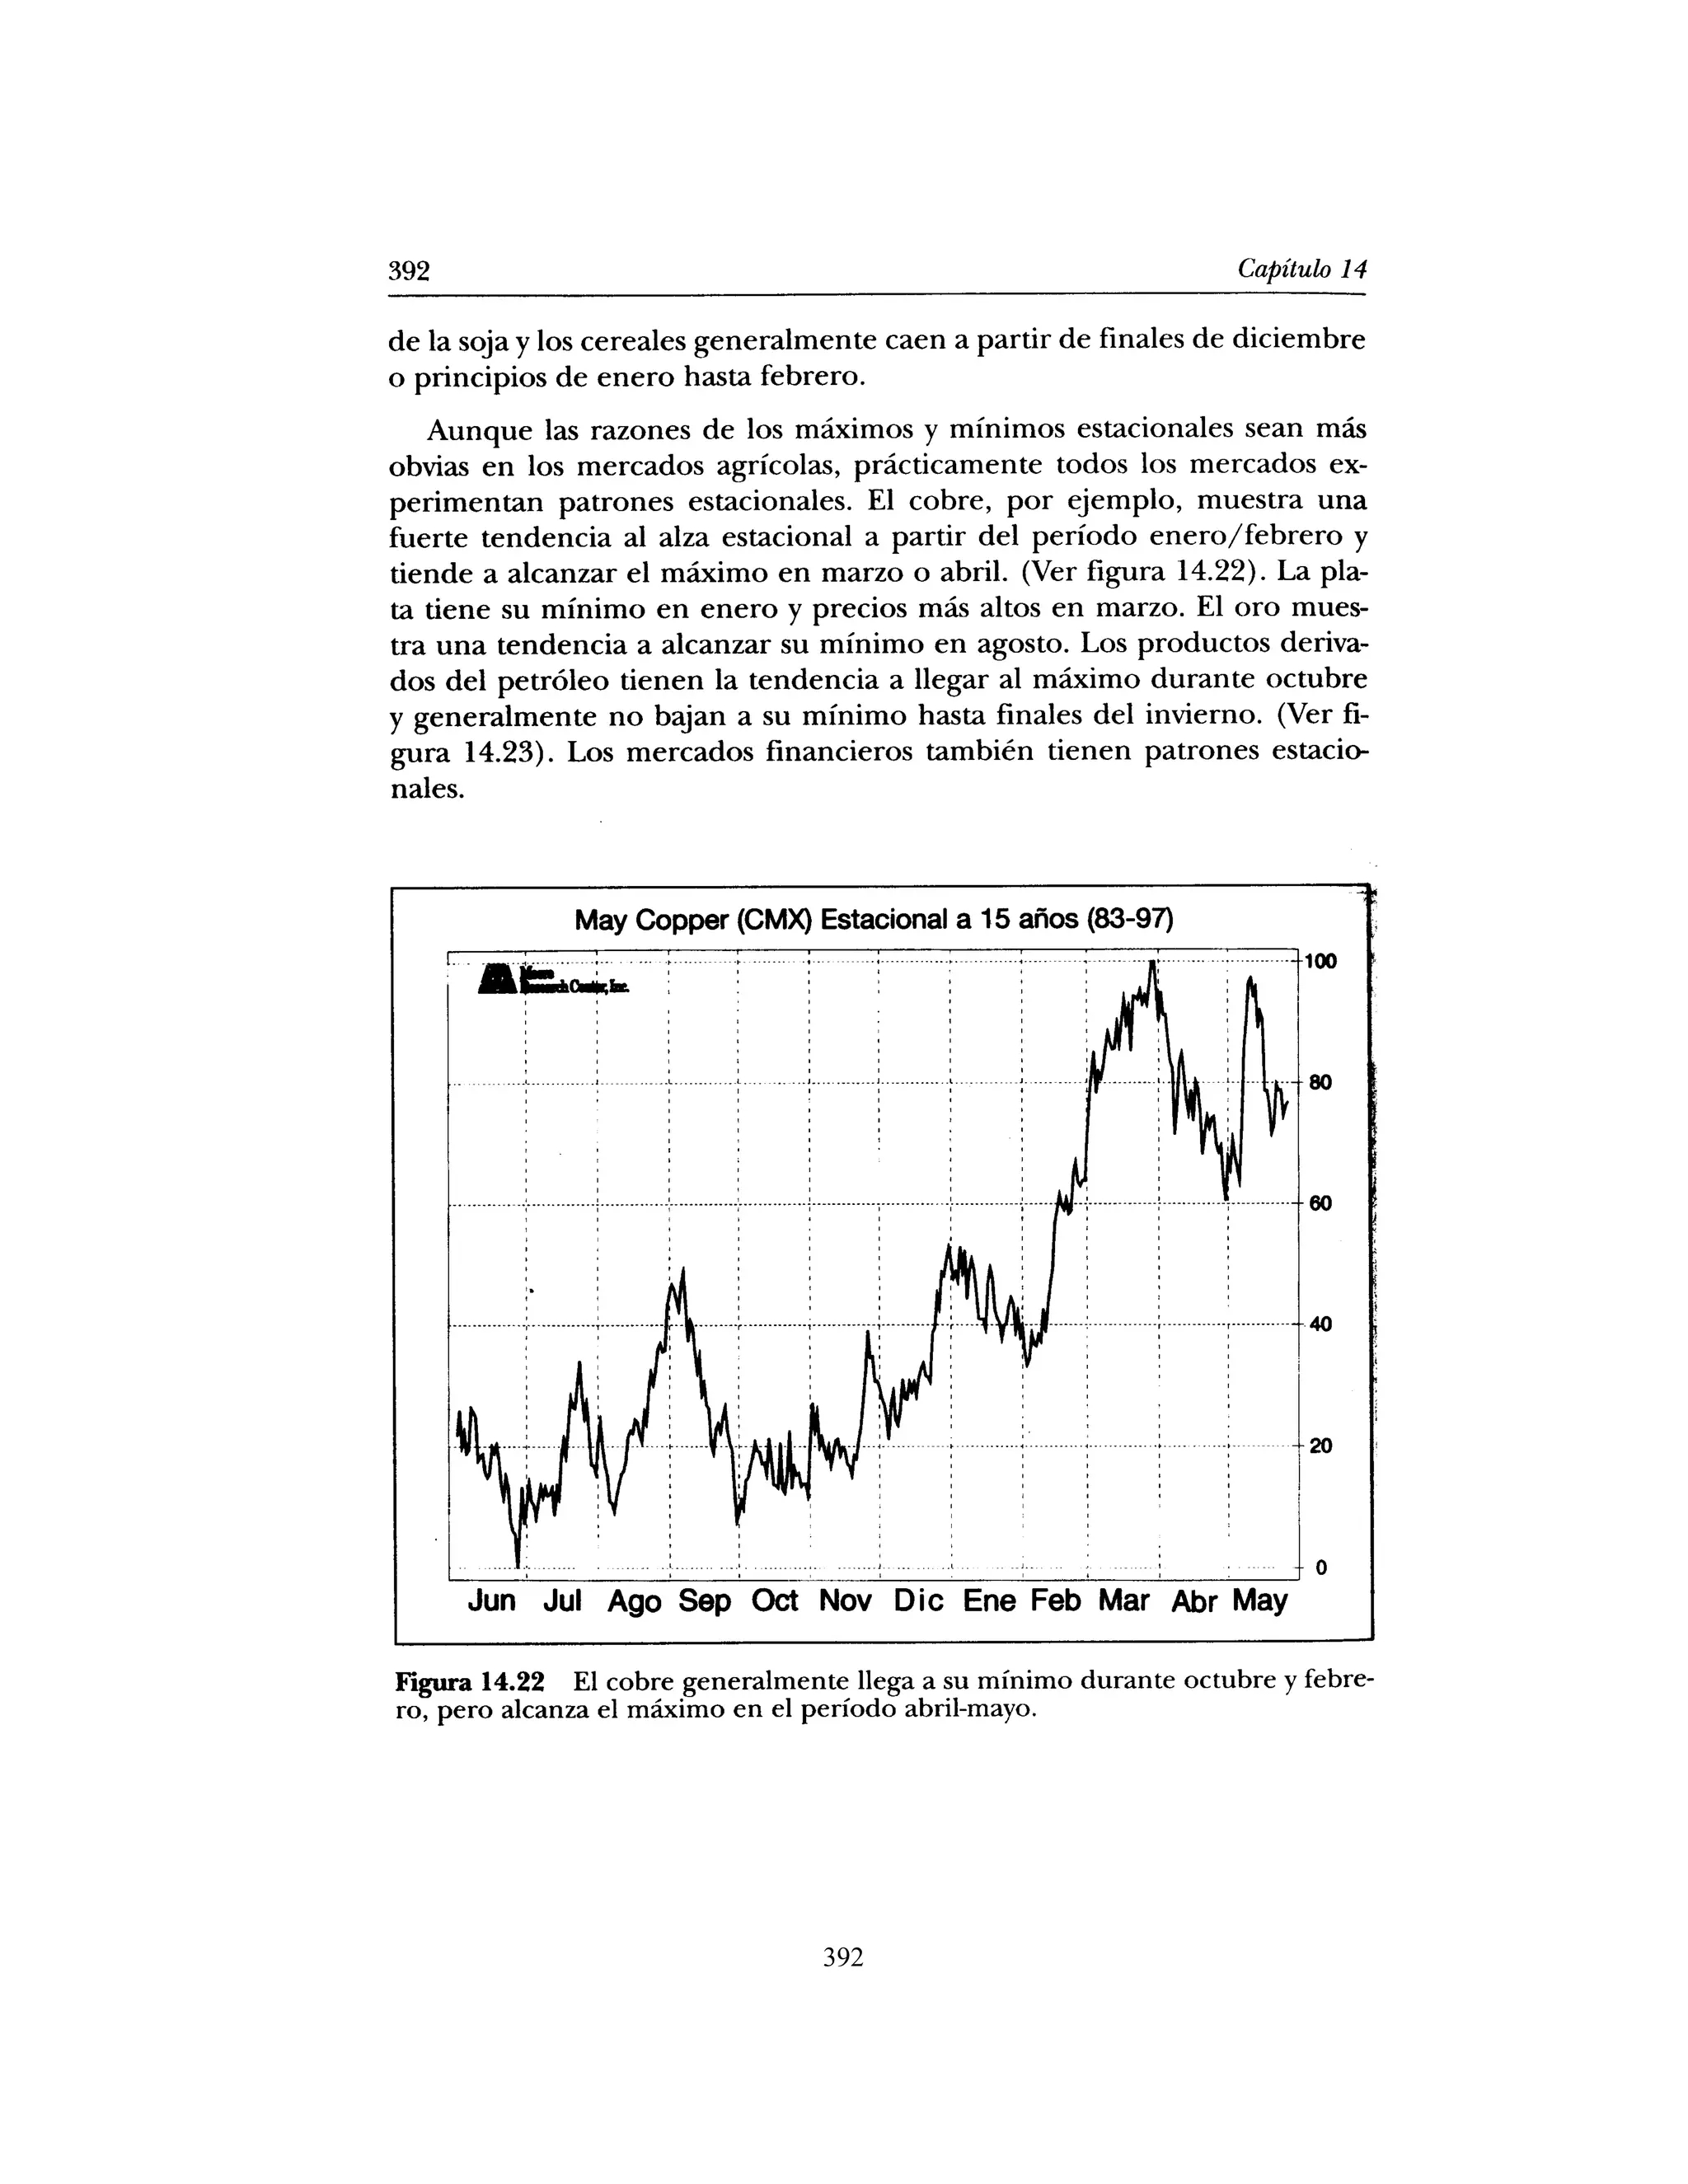 392 Capítulo 14
de la soja y los cereales generalmente caen a partir de finales de diciembre
o principios de enero hasta febrero.
Aunque las razones de los máximos y mínimos estacionales sean más
obvias en los mercados agrícolas, prácticamente todos los mercados ex-
perimentan patrones estacionales. El cobre, por ejemplo, muestra una
fuerte tendencia al alza estacional a partir del período enero/febrero y
tiende a alcanzar el máximo en marzo o abril. (Ver figura 14.22). La pla-
ta tiene su mínimo en enero y precios más altos en marzo. El oro mues-
tra una tendencia a alcanzar su mínimo en agosto. Los productos deriva-
dos del petróleo tienen la tendencia a llegar al máximo durante octubre
y generalmente no bajan a su mínimo hasta finales del invierno. (Ver fi-
gura 14.23). Los mercados financieros también tienen patrones estacio-
nales.
May Copper (CMX) Estacional a 15 años (83-97)
Research Center, Inc.
100
80
60
40
20
0
Jun Jul Ago Sep Oct Nov Dic Ene Feb Mar Abr May
Figura 14.22 El cobre generalmente llega a su mínimo durante octubre y febre-
ro, pero alcanza el máximo en el período abril-mayo.
392